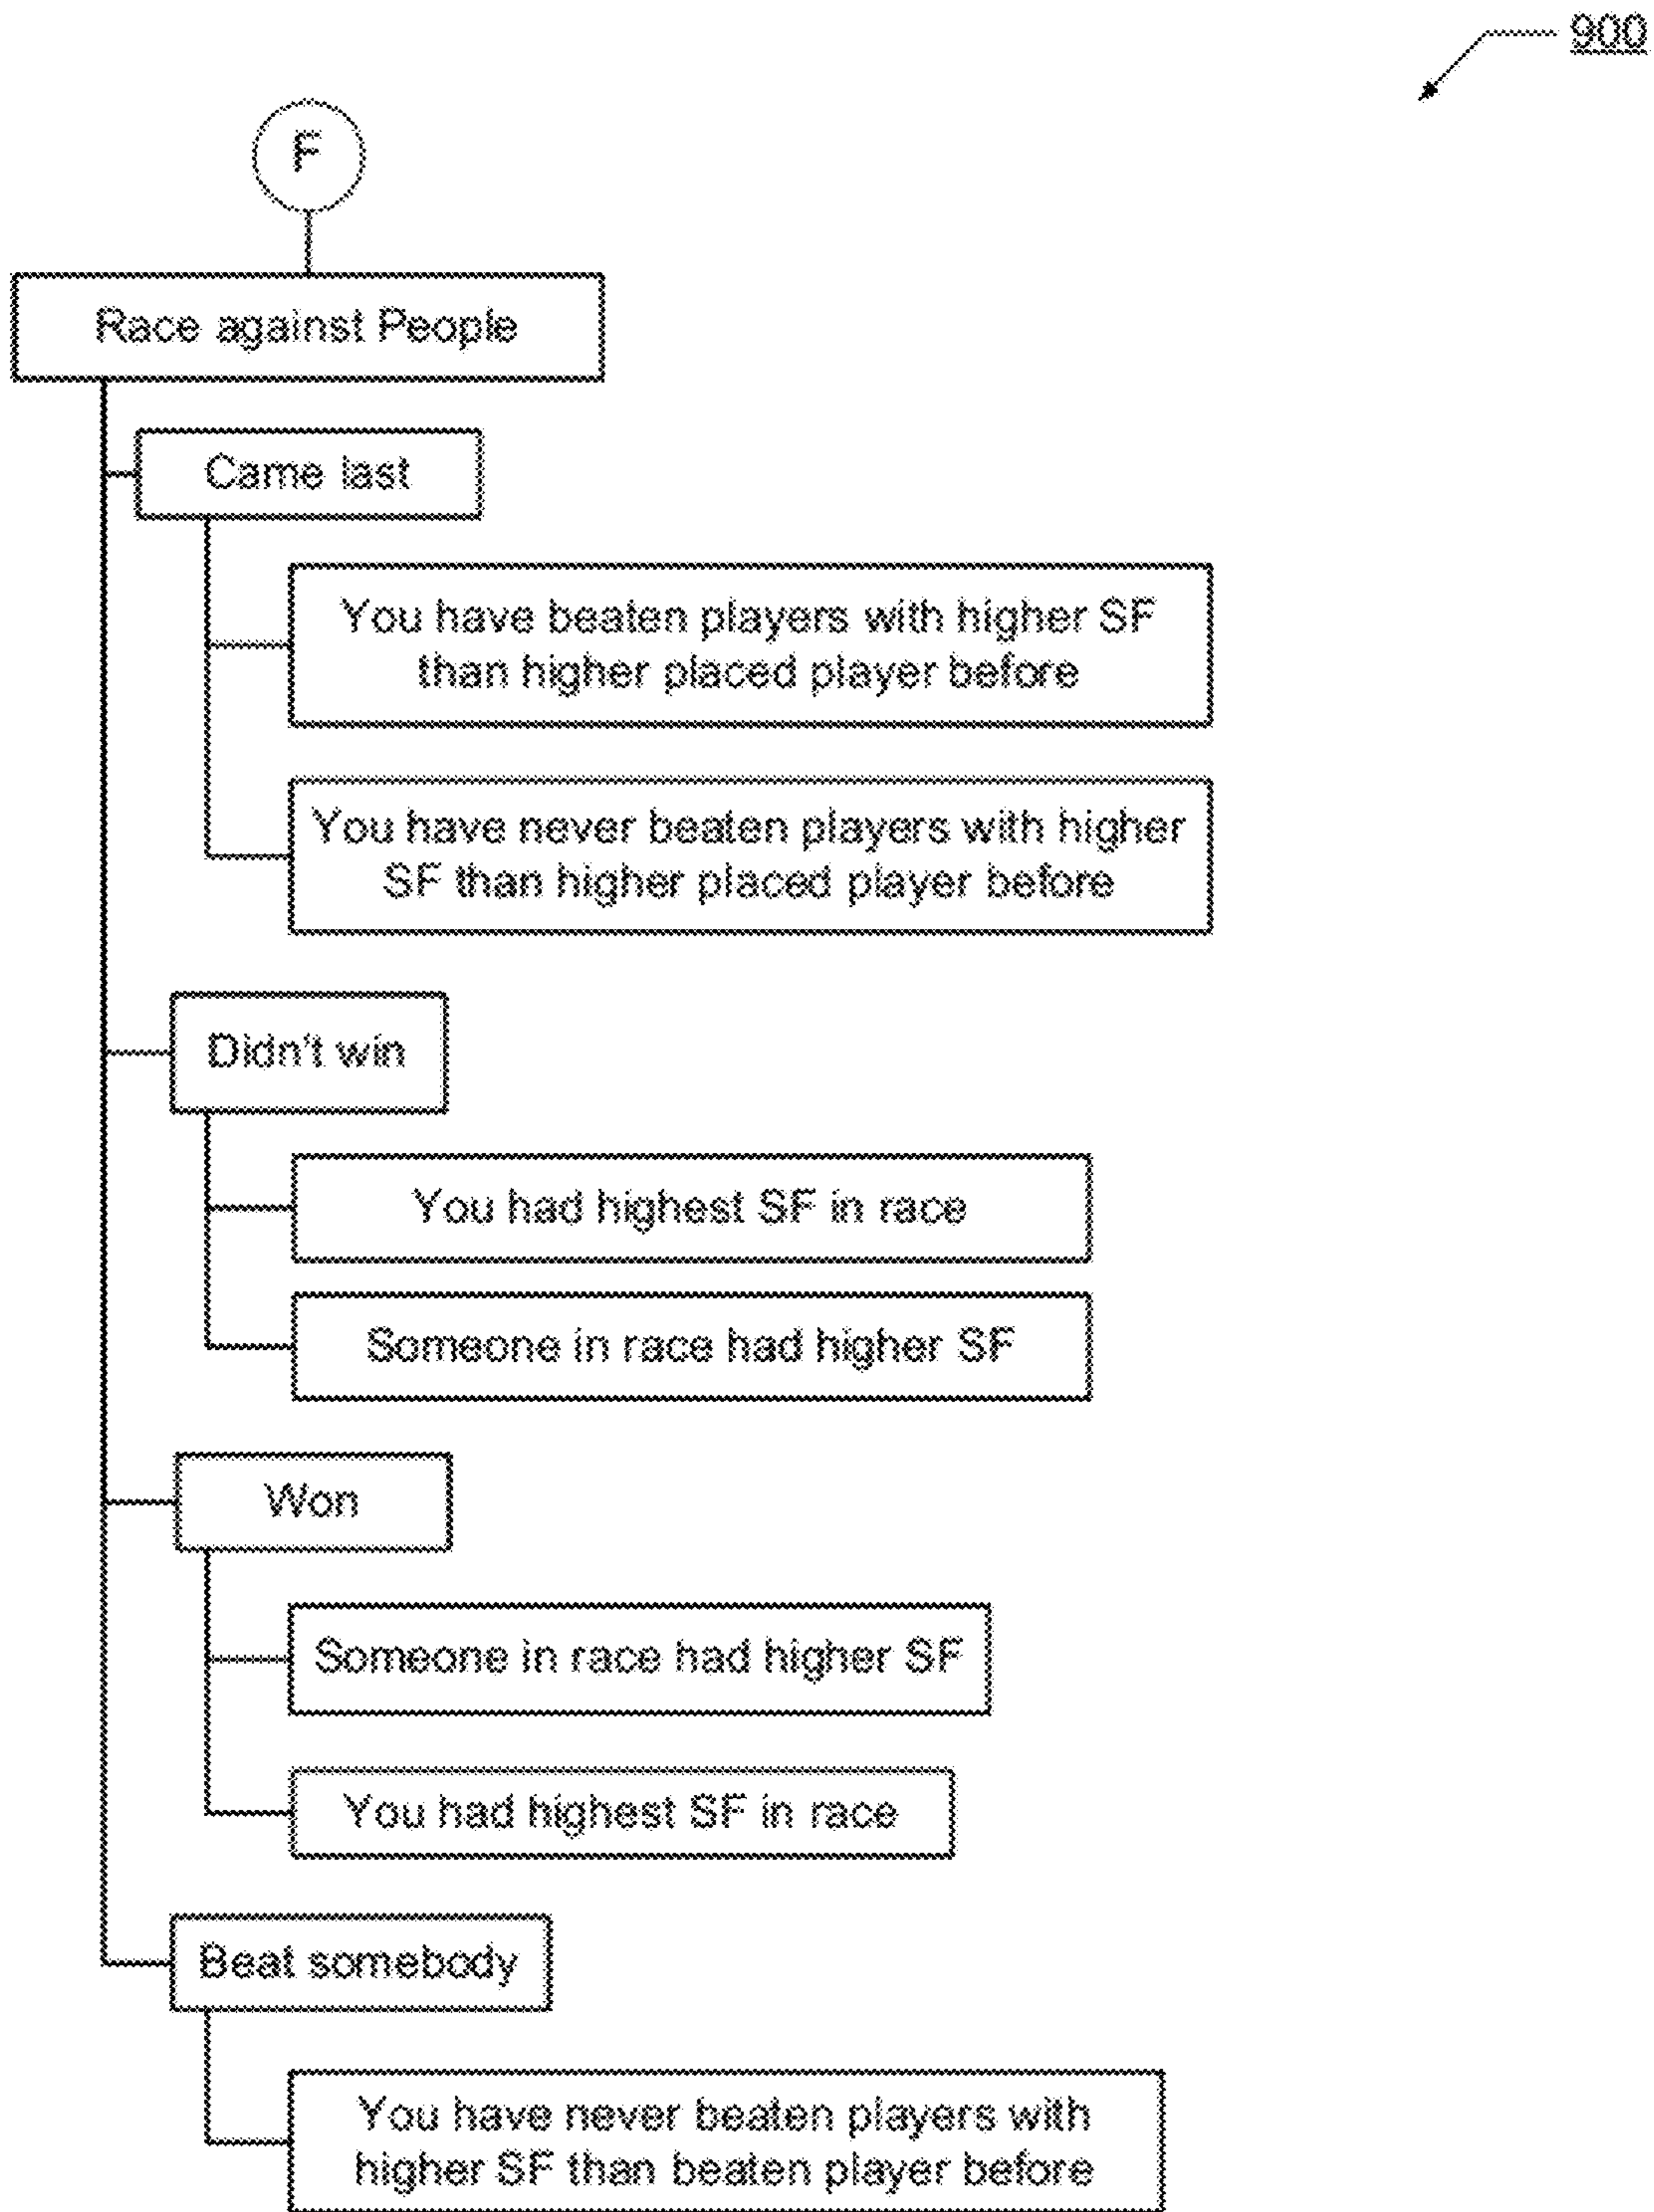 900
F
Race against People
Came last
You have beaten players with higher SF
than higher placed player before
You have never beaten players with higher
SF than higher placed player before
Didn't win
You had highest SF in race
Someone in race had higher SF
Won
Someone in race had higher SF
You had highest SF in race
Beat somebody
You have never beaten players with
higher SF than beaten player before